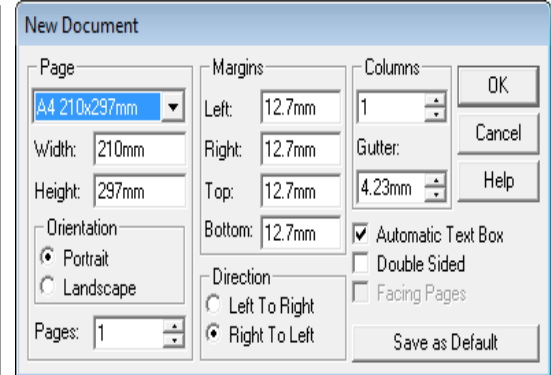 New Document
Page
A4 210x297mm
Width: 210mm
Height: 297mm
Orientation
Portrait
Landscape
Pages: 1
Margins
Left: 12.7mm
Right: 12.7mm
Top: 12.7mm
Bottom: 12.7mm
Direction
Left To Right
Right To Left
Columns
1
Gutter:
4.23mm
Automatic Text Box
Double Sided
Facing Pages
OK
Cancel
Help
Save as Default